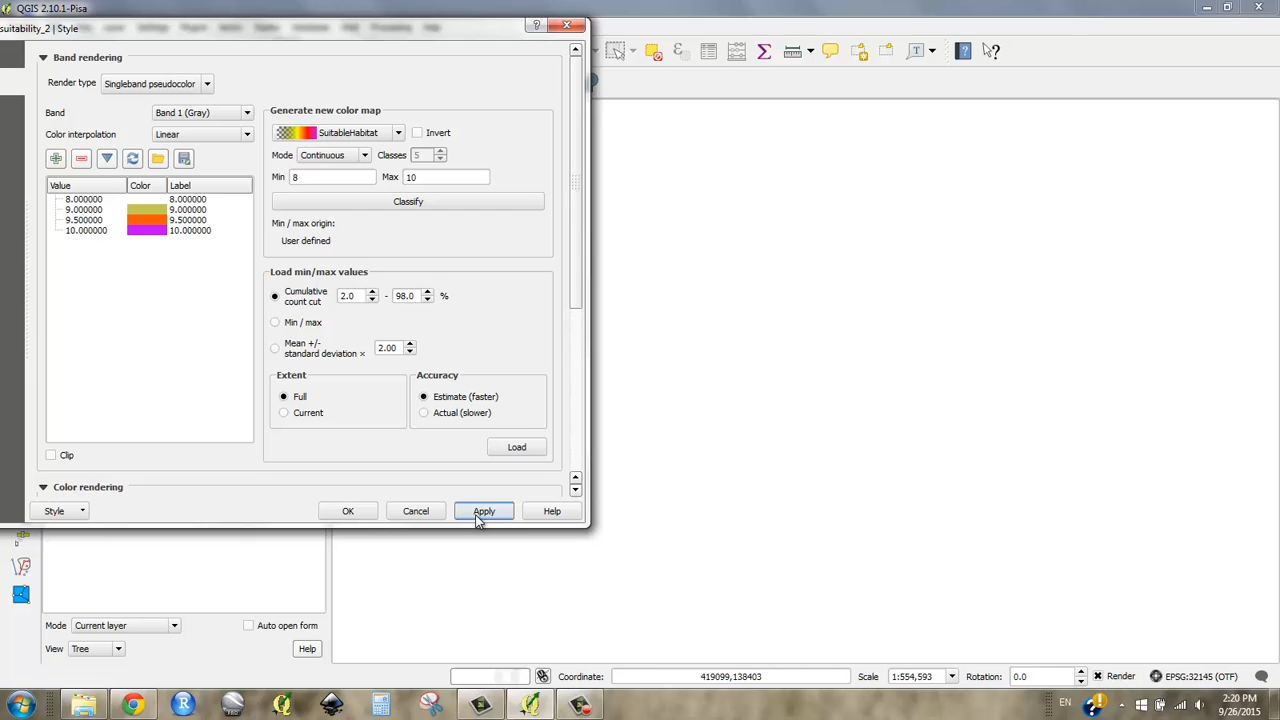 QGIS 2.10.1-Pisa
suitability_2 | Style
Band rendering
Render type Singleband pseudocolor
Band Band 1 (Gray)
Color interpolation Linear
Value Color Label
8.000000 8.000000
9.000000 9.000000
9.500000 9.500000
10.000000 10.000000
Clip
Generate new color map
SuitableHabitat Invert
Mode Continuous Classes 5
Min 8 Max 10
Classify
Min / max origin:
User defined
Load min/max values
Cumulative count cut 2.0 - 98.0 %
Min / max
Mean +/- standard deviation × 2.00
Extent
Full
Current
Accuracy
Estimate (faster)
Actual (slower)
Load
Color rendering
Style OK Cancel Apply Help
Mode Current layer Auto open form
View Tree Help
Coordinate: 419099,138403 Scale 1:554,593 Rotation: 0.0 Render EPSG:32145 (OTF)
EN 2:20 PM
9/26/2015